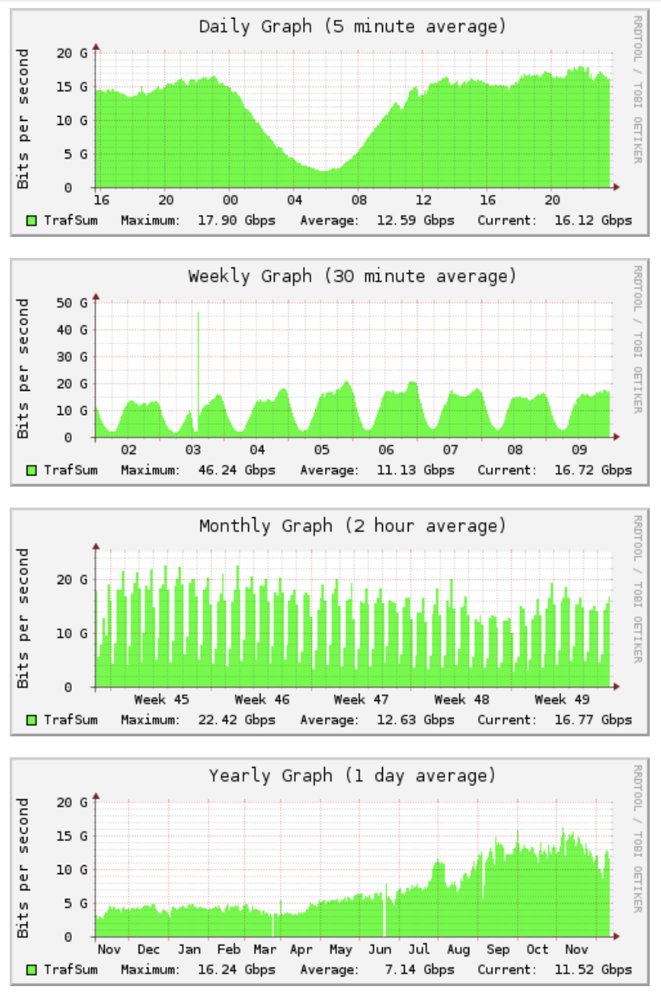 Daily Graph (5 minute average)
RRDTOOL / TOBI OETIKER
Bits per second
20 G
15 G
10 G
5 G
0
16 20 00 04 08 12 16 20
TrafSum Maximum: 17.90 Gbps Average: 12.59 Gbps Current: 16.12 Gbps
Weekly Graph (30 minute average)
RRDTOOL / TOBI OETIKER
Bits per second
50 G
40 G
30 G
20 G
10 G
0
02 03 04 05 06 07 08 09
TrafSum Maximum: 46.24 Gbps Average: 11.13 Gbps Current: 16.72 Gbps
Monthly Graph (2 hour average)
RRDTOOL / TOBI OETIKER
Bits per second
20 G
10 G
0
Week 45 Week 46 Week 47 Week 48 Week 49
TrafSum Maximum: 22.42 Gbps Average: 12.63 Gbps Current: 16.77 Gbps
Yearly Graph (1 day average)
RRDTOOL / TOBI OETIKER
Bits per second
20 G
15 G
10 G
5 G
0
Nov Dec Jan Feb Mar Apr May Jun Jul Aug Sep Oct Nov
TrafSum Maximum: 16.24 Gbps Average: 7.14 Gbps Current: 11.52 Gbps